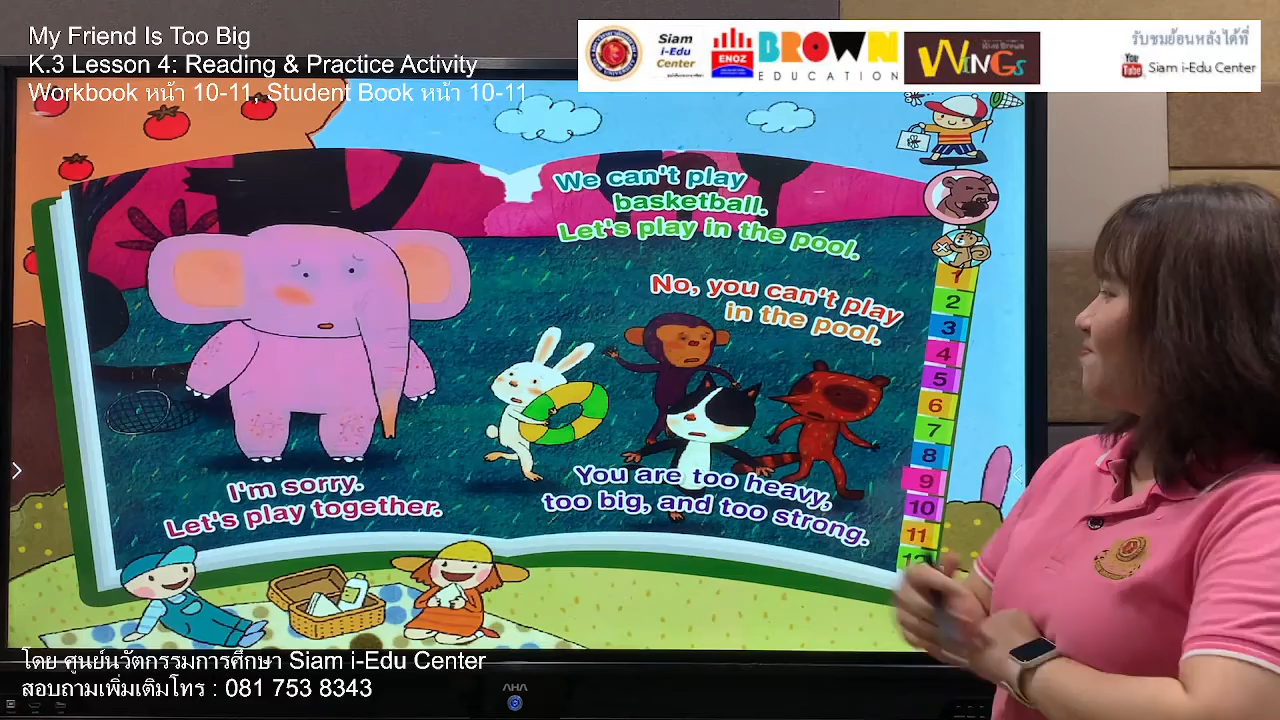 My Friend Is Too Big
K.3 Lesson 4: Reading & Practice Activity
Workbook หน้า 10-11, Student Book หน้า 10-11
Siam
i-Edu
Center
ENOZ
BROWN
EDUCATION
WiNGs
รับชมย้อนหลังได้ที่
You
Tube
Siam i-Edu Center
We can't play
basketball.
Let's play in the pool.
No, you can't play
in the pool.
I'm sorry.
Let's play together.
You are too heavy,
too big, and too strong.
1
2
3
4
5
6
7
8
9
10
11
12
โดย ศูนย์นวัตกรรมการศึกษา Siam i-Edu Center
สอบถามเพิ่มเติมโทร : 081 753 8343
AHA